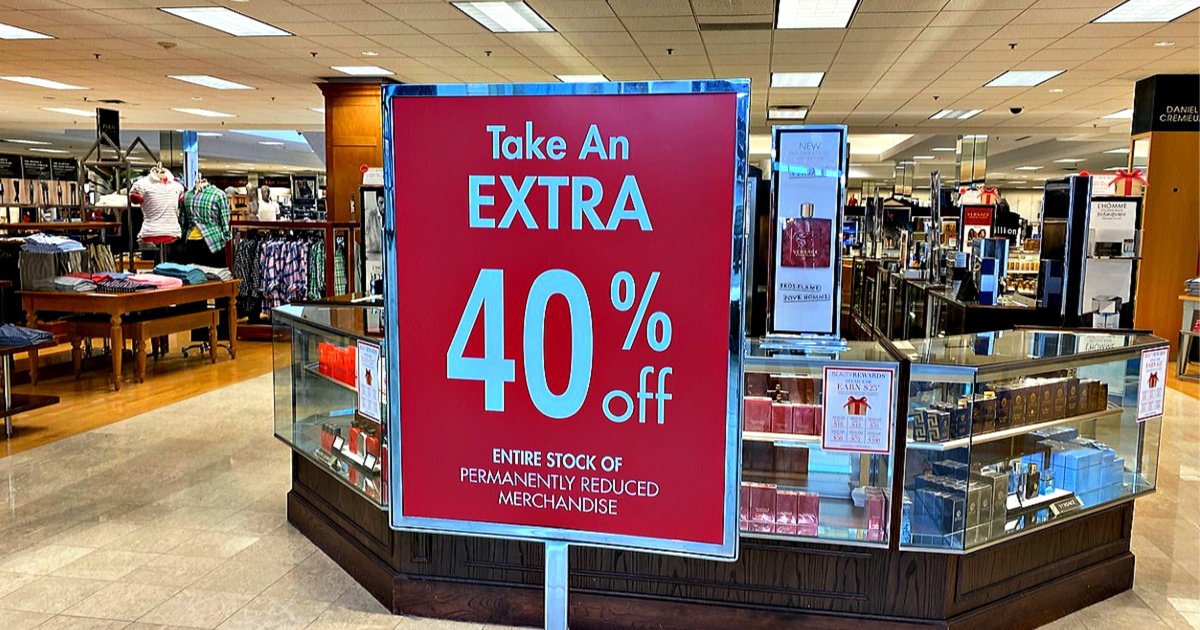 Take An
EXTRA
40% off
ENTIRE STOCK OF
PERMANENTLY REDUCED
MERCHANDISE
NEW
VERSACE
EROS FLAME
POUR HOMME
BEAUTY REWARDS
EARN $25*
L'HOMME
YVES SAINT LAURENT
DANIEL
CREMIEUX